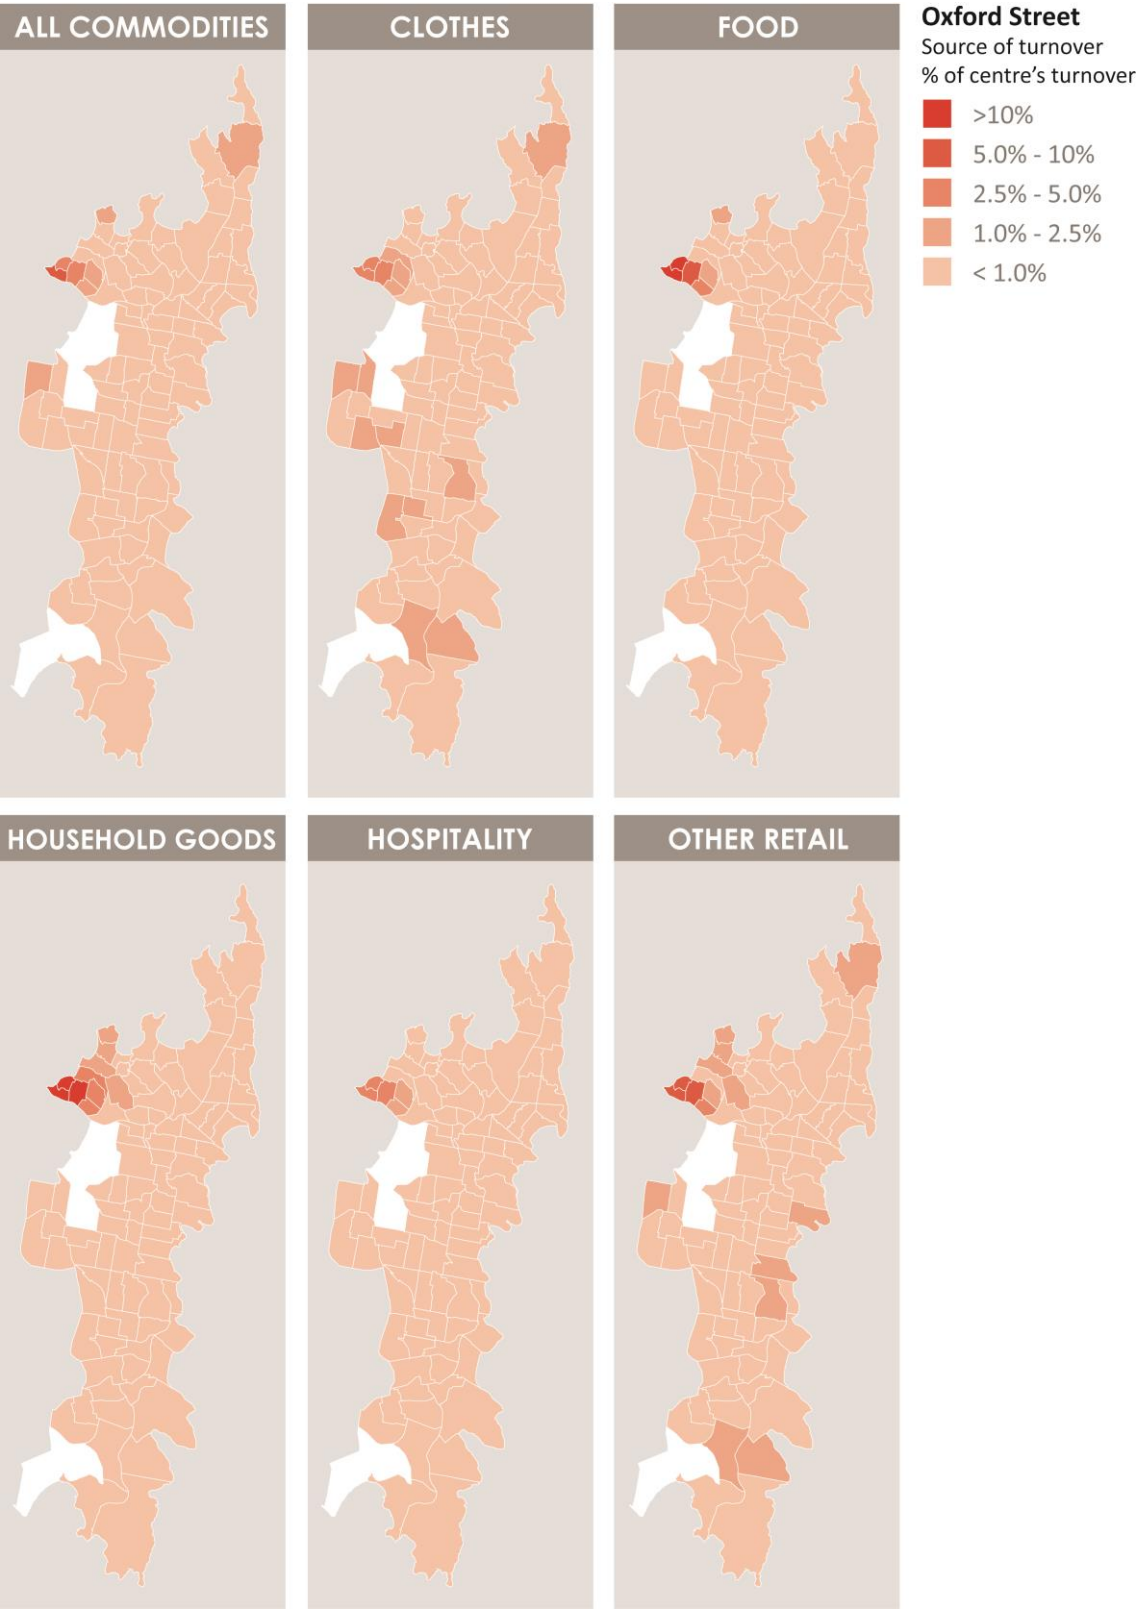 ALL COMMODITIES
CLOTHES
FOOD
Oxford Street
Source of turnover
% of centre's turnover
>10%
5.0% - 10%
2.5% - 5.0%
1.0% - 2.5%
< 1.0%
HOUSEHOLD GOODS
HOSPITALITY
OTHER RETAIL